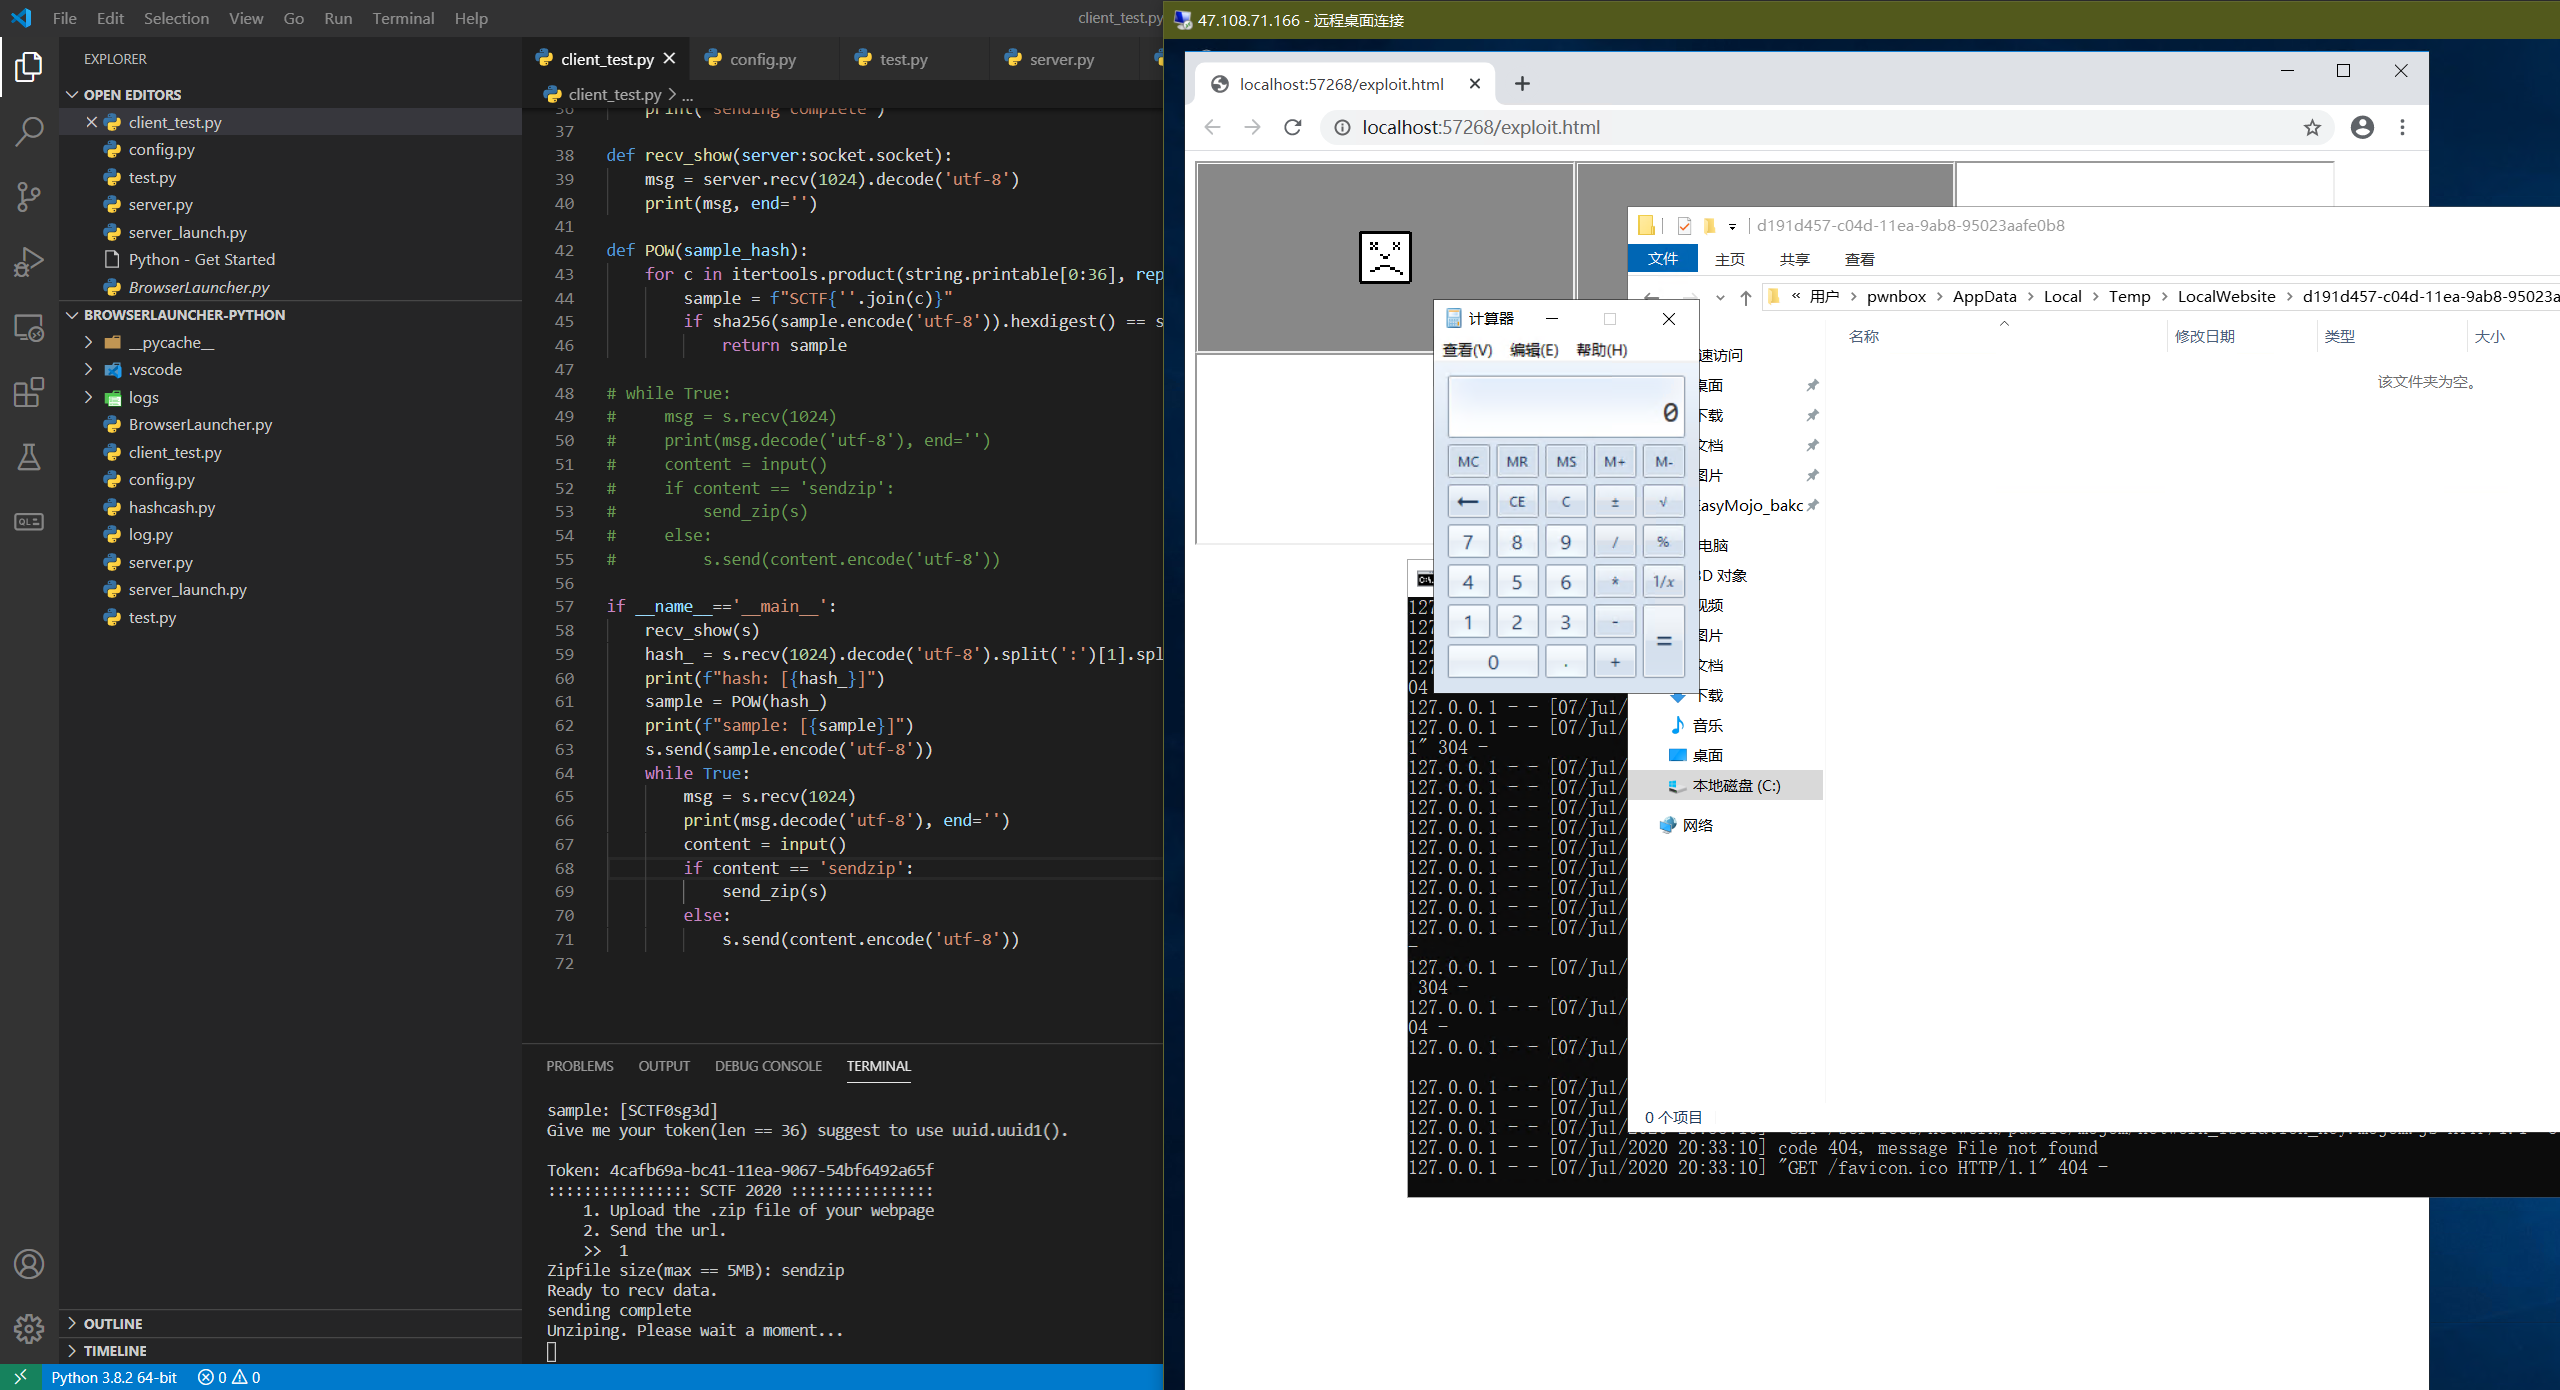 File Edit Selection View Go Run Terminal Help
client_test.py
EXPLORER
OPEN EDITORS
client_test.py
config.py
test.py
server.py
server_launch.py
Python - Get Started
BrowserLauncher.py
BROWSERLAUNCHER-PYTHON
__pycache__
.vscode
logs
BrowserLauncher.py
client_test.py
config.py
hashcash.py
log.py
server.py
server_launch.py
test.py
OUTLINE
TIMELINE
Python 3.8.2 64-bit 0 0
client_test.py config.py test.py server.py
client_test.py > ...
36 print("sending complete")
37
38 def recv_show(server:socket.socket):
39 msg = server.recv(1024).decode('utf-8')
40 print(msg, end='')
41
42 def POW(sample_hash):
43 for c in itertools.product(string.printable[0:36], rep
44 sample = f"SCTF{''.join(c)}"
45 if sha256(sample.encode('utf-8')).hexdigest() == s
46 return sample
47
48 # while True:
49 # msg = s.recv(1024)
50 # print(msg.decode('utf-8'), end='')
51 # content = input()
52 # if content == 'sendzip':
53 # send_zip(s)
54 # else:
55 # s.send(content.encode('utf-8'))
56
57 if __name__=='__main__':
58 recv_show(s)
59 hash_ = s.recv(1024).decode('utf-8').split(':')[1].spl
60 print(f"hash: [{hash_}]")
61 sample = POW(hash_)
62 print(f"sample: [{sample}]")
63 s.send(sample.encode('utf-8'))
64 while True:
65 msg = s.recv(1024)
66 print(msg.decode('utf-8'), end='')
67 content = input()
68 if content == 'sendzip':
69 send_zip(s)
70 else:
71 s.send(content.encode('utf-8'))
72
PROBLEMS OUTPUT DEBUG CONSOLE TERMINAL
sample: [SCTF0sg3d]
Give me your token(len == 36) suggest to use uuid.uuid1().
Token: 4cafb69a-bc41-11ea-9067-54bf6492a65f
:::::::::::::::: SCTF 2020 ::::::::::::::::
1. Upload the .zip file of your webpage
2. Send the url.
>> 1
Zipfile size(max == 5MB): sendzip
Ready to recv data.
sending complete
Unziping. Please wait a moment...
47.108.71.166 - 远程桌面连接
localhost:57268/exploit.html
localhost:57268/exploit.html
d191d457-c04d-11ea-9ab8-95023aafe0b8
文件 主页 共享 查看
« 用户 > pwnbox > AppData > Local > Temp > LocalWebsite > d191d457-c04d-11ea-9ab8-95023a
名称 修改日期 类型 大小
该文件夹为空。
速访问
桌面
下载
文档
图片
EasyMojo_bakc
电脑
3D 对象
视频
图片
文档
下载
音乐
桌面
本地磁盘 (C:)
网络
0 个项目
计算器
查看(V) 编辑(E) 帮助(H)
0
MC MR MS M+ M-
← CE C ± √
7 8 9 / %
4 5 6 * 1/x
1 2 3 - =
0 . +
C:\.
127
127
127
127
04
127.0.0.1 - - [07/Jul/
127.0.0.1 - - [07/Jul/
1" 304 -
127.0.0.1 - - [07/Jul/
127.0.0.1 - - [07/Jul/
127.0.0.1 - - [07/Jul/
127.0.0.1 - - [07/Jul/
127.0.0.1 - - [07/Jul/
127.0.0.1 - - [07/Jul/
127.0.0.1 - - [07/Jul/
127.0.0.1 - - [07/Jul/
127.0.0.1 - - [07/Jul/
-
127.0.0.1 - - [07/Jul/
304 -
127.0.0.1 - - [07/Jul/
04 -
127.0.0.1 - - [07/Jul/
127.0.0.1 - - [07/Jul/
127.0.0.1 - - [07/Jul/
127.0.0.1 - - [07/Jul/
127.0.0.1 - - [07/Jul/2020 20:33:10] code 404, message File not found
127.0.0.1 - - [07/Jul/2020 20:33:10] "GET /favicon.ico HTTP/1.1" 404 -